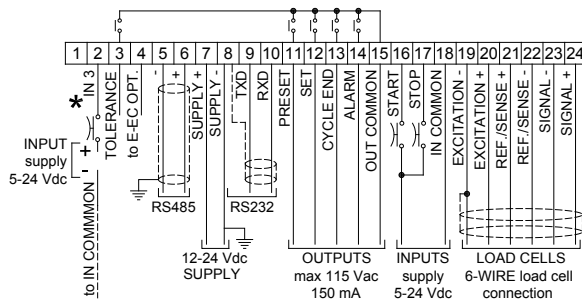 1 2 3 4 5 6 7 8 9 10 11 12 13 14 15 16 17 18 19 20 21 22 23 24
*
IN 3
TOLERANCE
to E-EC OPT.
-
+
SUPPLY +
SUPPLY -
TXD
RXD
PRESET
SET
CYCLE END
ALARM
OUT COMMON
START
STOP
IN COMMON
EXCITATION -
EXCITATION +
REF./SENSE +
REF./SENSE -
SIGNAL -
SIGNAL +
INPUT
supply
5-24 Vdc
+
-
to IN COMMMON
RS485
RS232
12-24 Vdc
SUPPLY
OUTPUTS
max 115 Vac
150 mA
INPUTS
supply
5-24 Vdc
LOAD CELLS
6-WIRE load cell
connection